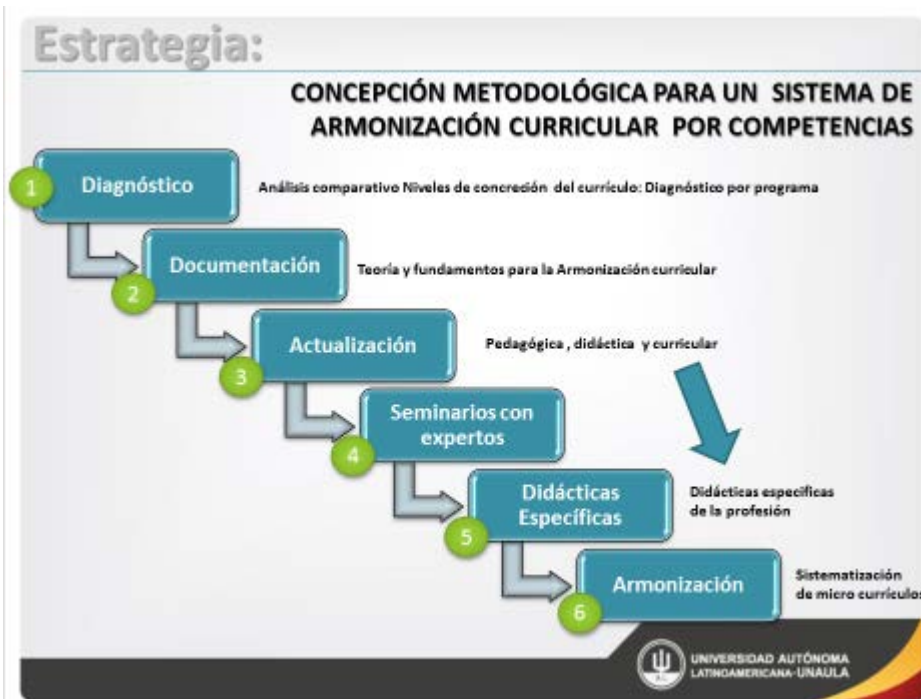 Estrategia:
CONCEPCIÓN METODOLÓGICA PARA UN SISTEMA DE
ARMONIZACIÓN CURRICULAR POR COMPETENCIAS
1
Diagnóstico
Análisis comparativo Niveles de concreción del currículo: Diagnóstico por programa
2
Documentación
Teoría y fundamentos para la Armonización curricular
3
Actualización
Pedagógica , didáctica y curricular
4
Seminarios con
expertos
5
Didácticas
Específicas
Didácticas específicas
de la profesión
6
Armonización
Sistematización
de micro currículos
UNIVERSIDAD AUTÓNOMA
LATINOAMERICANA-UNAULA